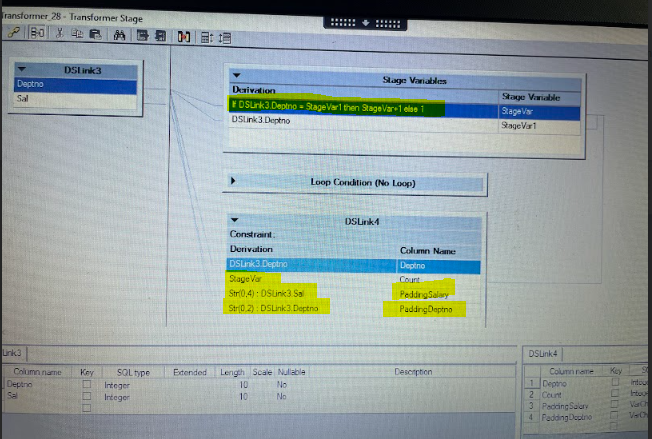 Transformer_28 - Transformer Stage
DSLink3
Deptno
Sal
Stage Variables
Derivation Stage Variable
If DSLink3.Deptno = StageVar1 then StageVar+1 else 1 StageVar
DSLink3.Deptno StageVar1
Loop Condition (No Loop)
DSLink4
Constraint:
Derivation Column Name
DSLink3.Deptno Deptno
StageVar Count
Str(0,4) : DSLink3.Sal PaddingSalary
Str(0,2) : DSLink3.Deptno PaddingDeptno
Link3
Column name Key SQL type Extended Length Scale Nullable Description
Deptno Integer 10 No
Sal Integer 10 No
DSLink4
Column name Key
1 Deptno
2 Count
3 PaddingSalary
4 PaddingDeptno